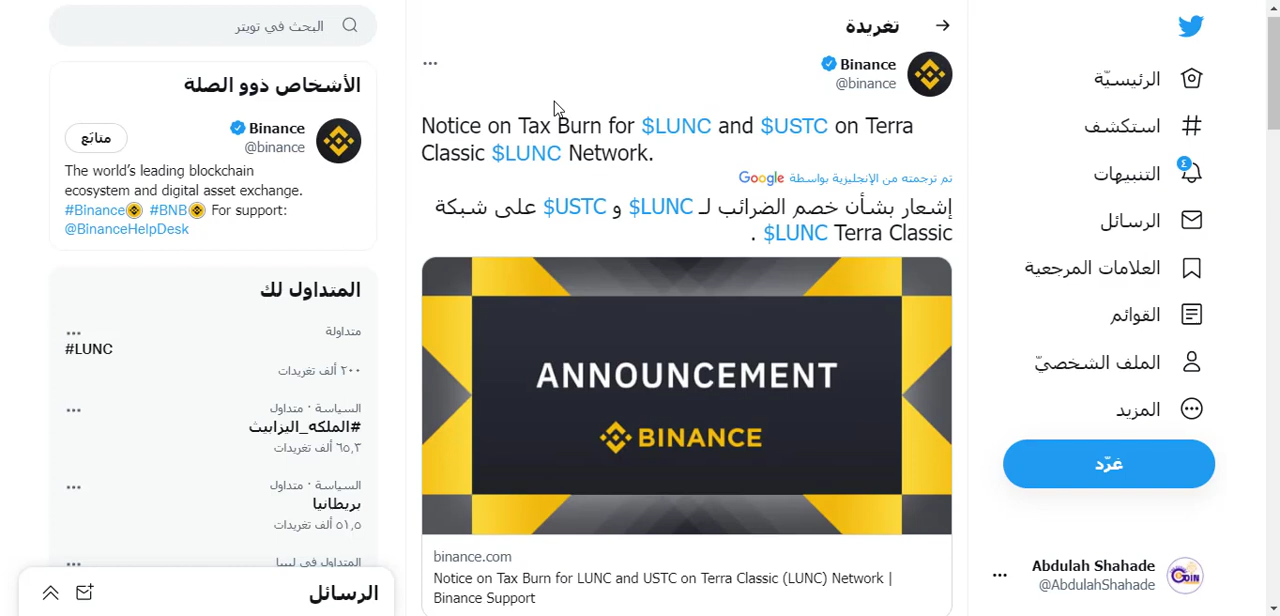 تغريدة
Binance
@binance
Notice on Tax Burn for $LUNC and $USTC on Terra
Classic $LUNC Network.
تم ترجمته من الإنجليزية بواسطة Google
إشعار بشأن خصم الضرائب لـ LUNC$ و USTC$ على شبكة
LUNC Terra Classic$ .
ANNOUNCEMENT
BINANCE
binance.com
Notice on Tax Burn for LUNC and USTC on Terra Classic (LUNC) Network |
Binance Support
الرئيسيّة
استكشف
٤
التنبيهات
الرسائل
العلامات المرجعية
القوائم
الملف الشخصيّ
المزيد
غرّد
Abdulah Shahade
@AbdulahShahade
COIN
البحث في تويتر
الأشخاص ذوو الصلة
Binance
@binance
متابَع
The world's leading blockchain
ecosystem and digital asset exchange.
#Binance #BNB For support:
@BinanceHelpDesk
المتداول لك
متداولة
#LUNC
٢٠٠ ألف تغريدات
السياسة · متداول
#الملكه_اليزابيث
٦٥,٣ ألف تغريدات
السياسة · متداول
بريطانيا
٥١,٥ ألف تغريدات
المتداول في ليبيا
الرسائل